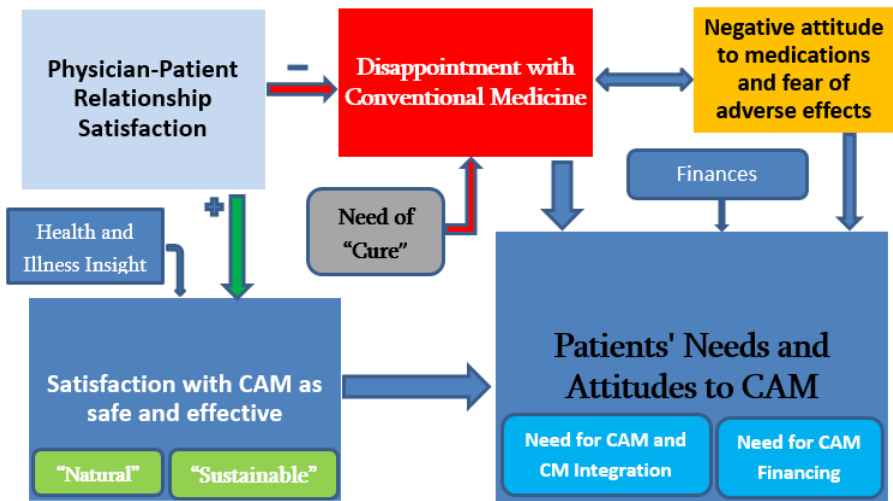 Physician-Patient
Relationship
Satisfaction
–
Disappointment with
Conventional Medicine
Negative attitude
to medications
and fear of
adverse effects
Finances
+
Need of
“Cure”
Health and
Illness Insight
Satisfaction with CAM as
safe and effective
“Natural”
“Sustainable”
Patients' Needs and
Attitudes to CAM
Need for CAM and
CM Integration
Need for CAM
Financing